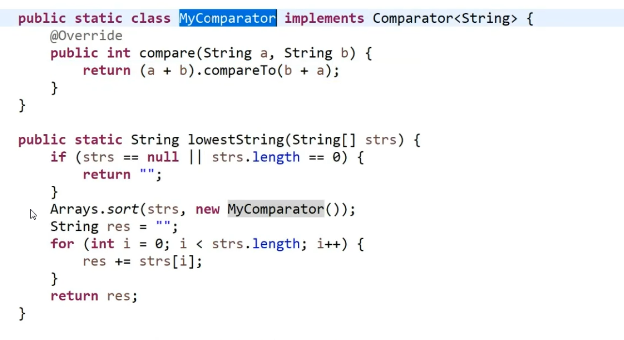 public static class MyComparator implements Comparator<String> {
@Override
public int compare(String a, String b) {
return (a + b).compareTo(b + a);
}
}
public static String lowestString(String[] strs) {
if (strs == null || strs.length == 0) {
return "";
}
Arrays.sort(strs, new MyComparator());
String res = "";
for (int i = 0; i < strs.length; i++) {
res += strs[i];
}
return res;
}